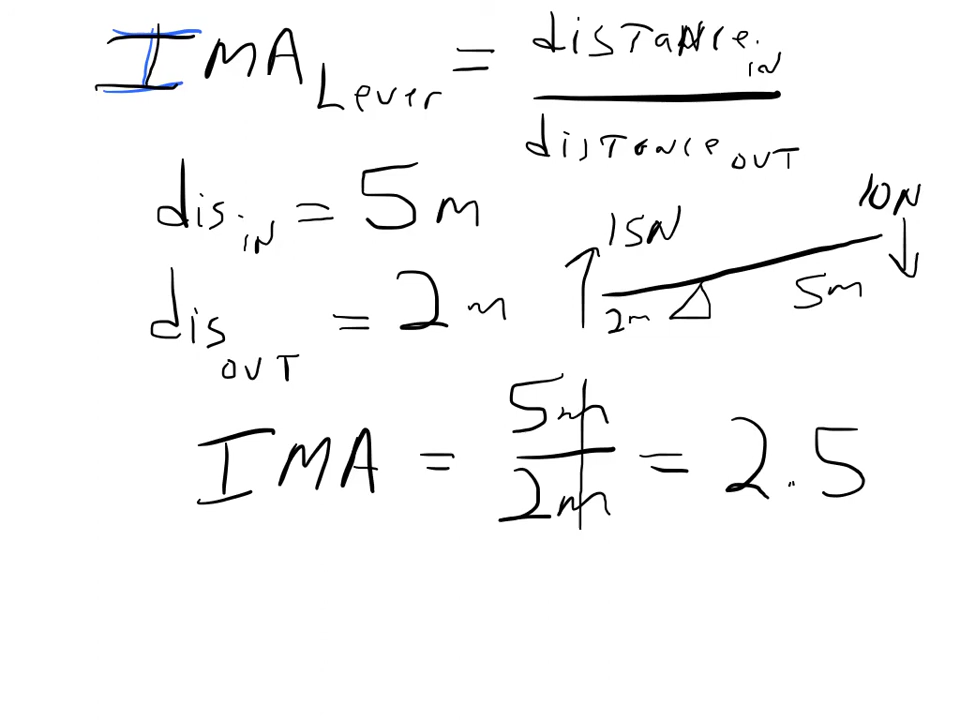 IMA Lever = distance in / distance OUT
dis in = 5m
15N
10N
2m
5m
dis OUT = 2m
IMA = 5m / 2m = 2.5